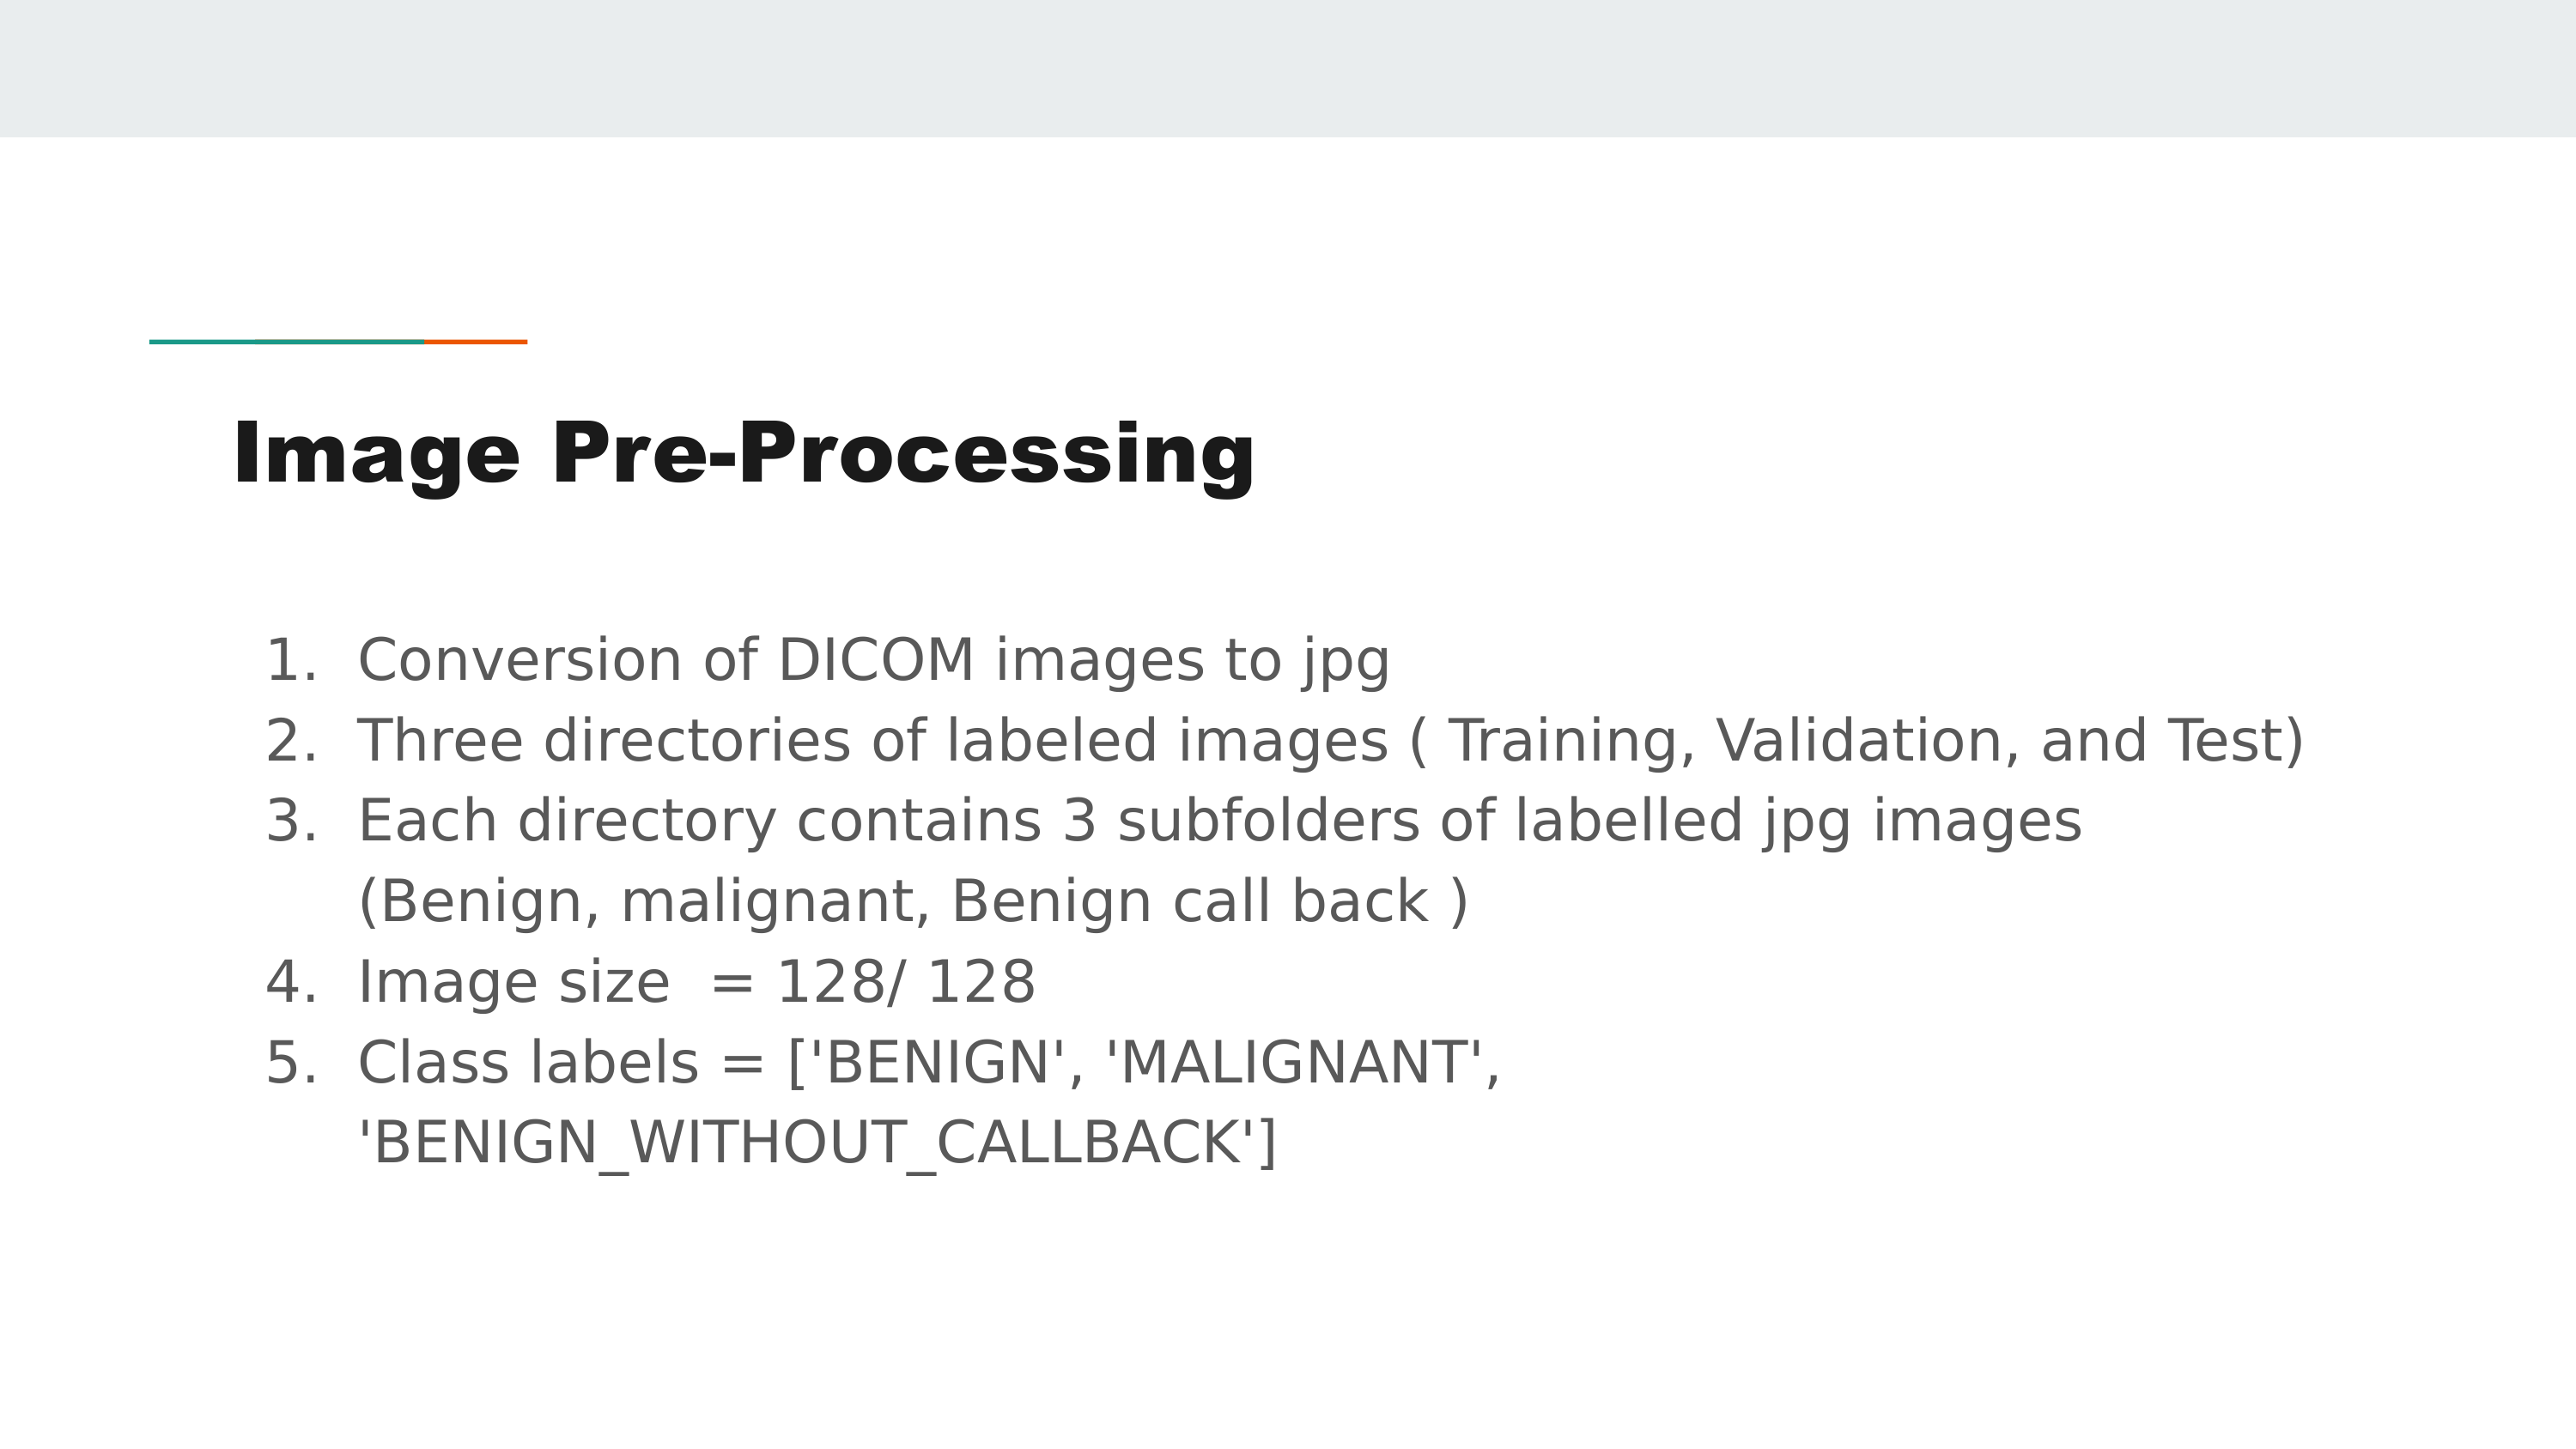 Image Pre-Processing
1. Conversion of DICOM images to jpg
2. Three directories of labeled images ( Training, Validation, and Test)
3. Each directory contains 3 subfolders of labelled jpg images
(Benign, malignant, Benign call back )
4. Image size  = 128/ 128
5. Class labels = ['BENIGN', 'MALIGNANT',
'BENIGN_WITHOUT_CALLBACK']